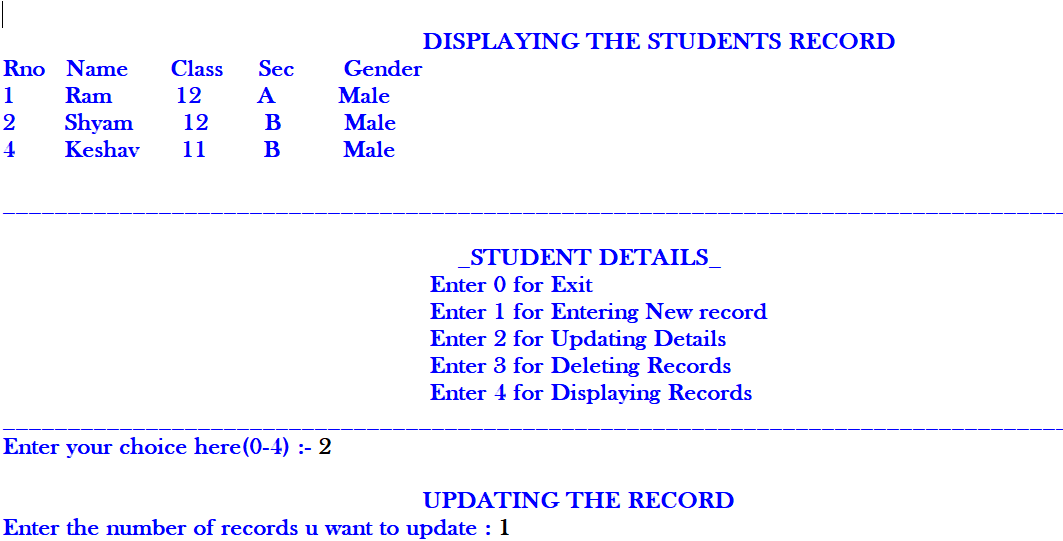 DISPLAYING THE STUDENTS RECORD
Rno Name Class Sec Gender
1 Ram 12 A Male
2 Shyam 12 B Male
4 Keshav 11 B Male
_STUDENT DETAILS_
Enter 0 for Exit
Enter 1 for Entering New record
Enter 2 for Updating Details
Enter 3 for Deleting Records
Enter 4 for Displaying Records
Enter your choice here(0-4) :- 2
UPDATING THE RECORD
Enter the number of records u want to update : 1